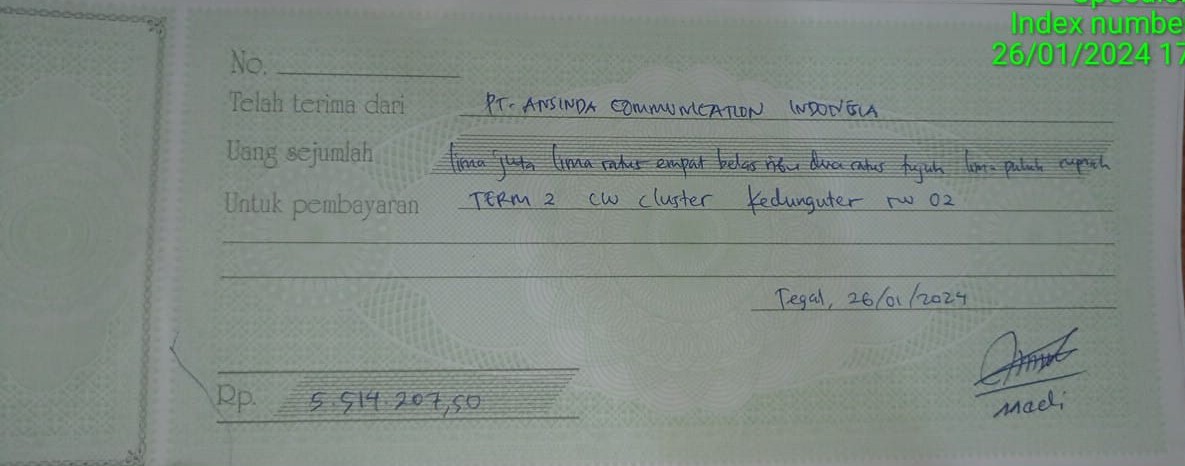 Index numbe
26/01/2024 17
No.
Telah terima dari PT. ANSINDA COMMUNICATION INDONESIA
Uang sejumlah lima juta lima ratus empat belas ribu dua ratus tujuh lima puluh rupiah
Untuk pembayaran TERM 2 CW cluster Kedunguter rw 02
Tegal, 26/01/2024
Rp. 5.514.207,50
Madi